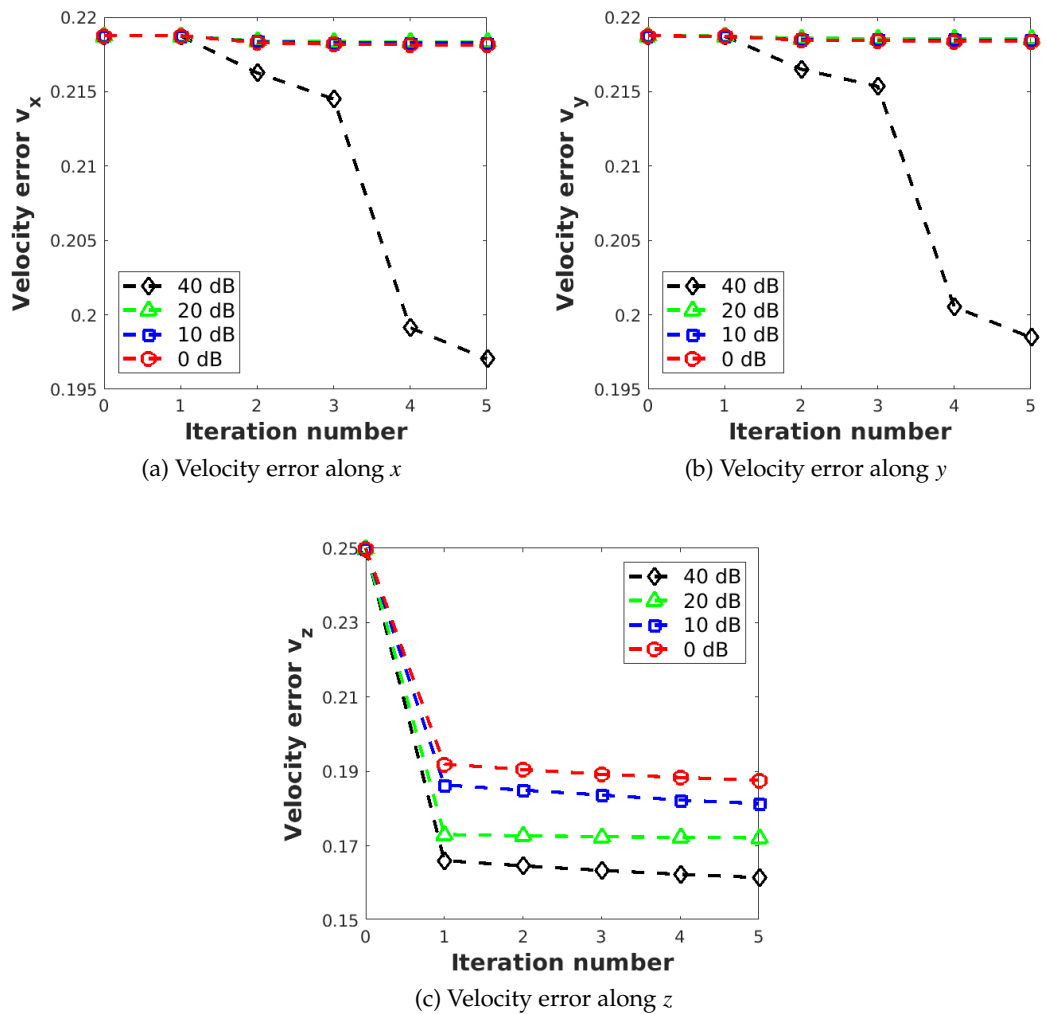 0.22
0.215
0.21
0.205
0.2
0.195
Velocity error v_x
40 dB
20 dB
10 dB
0 dB
0 1 2 3 4 5
Iteration number
(a) Velocity error along x
0.22
0.215
0.21
0.205
0.2
0.195
Velocity error v_y
40 dB
20 dB
10 dB
0 dB
0 1 2 3 4 5
Iteration number
(b) Velocity error along y
0.25
0.23
0.21
0.19
0.17
0.15
Velocity error v_z
40 dB
20 dB
10 dB
0 dB
0 1 2 3 4 5
Iteration number
(c) Velocity error along z